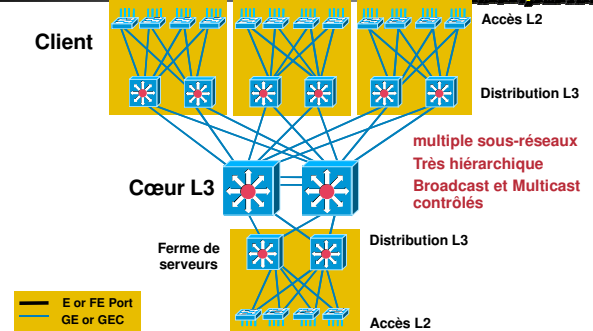 Accès L2
Client
Distribution L3
multiple sous-réseaux
Très hiérarchique
Broadcast et Multicast
contrôlés
Cœur L3
Ferme de
serveurs
Distribution L3
E or FE Port
GE or GEC
Accès L2